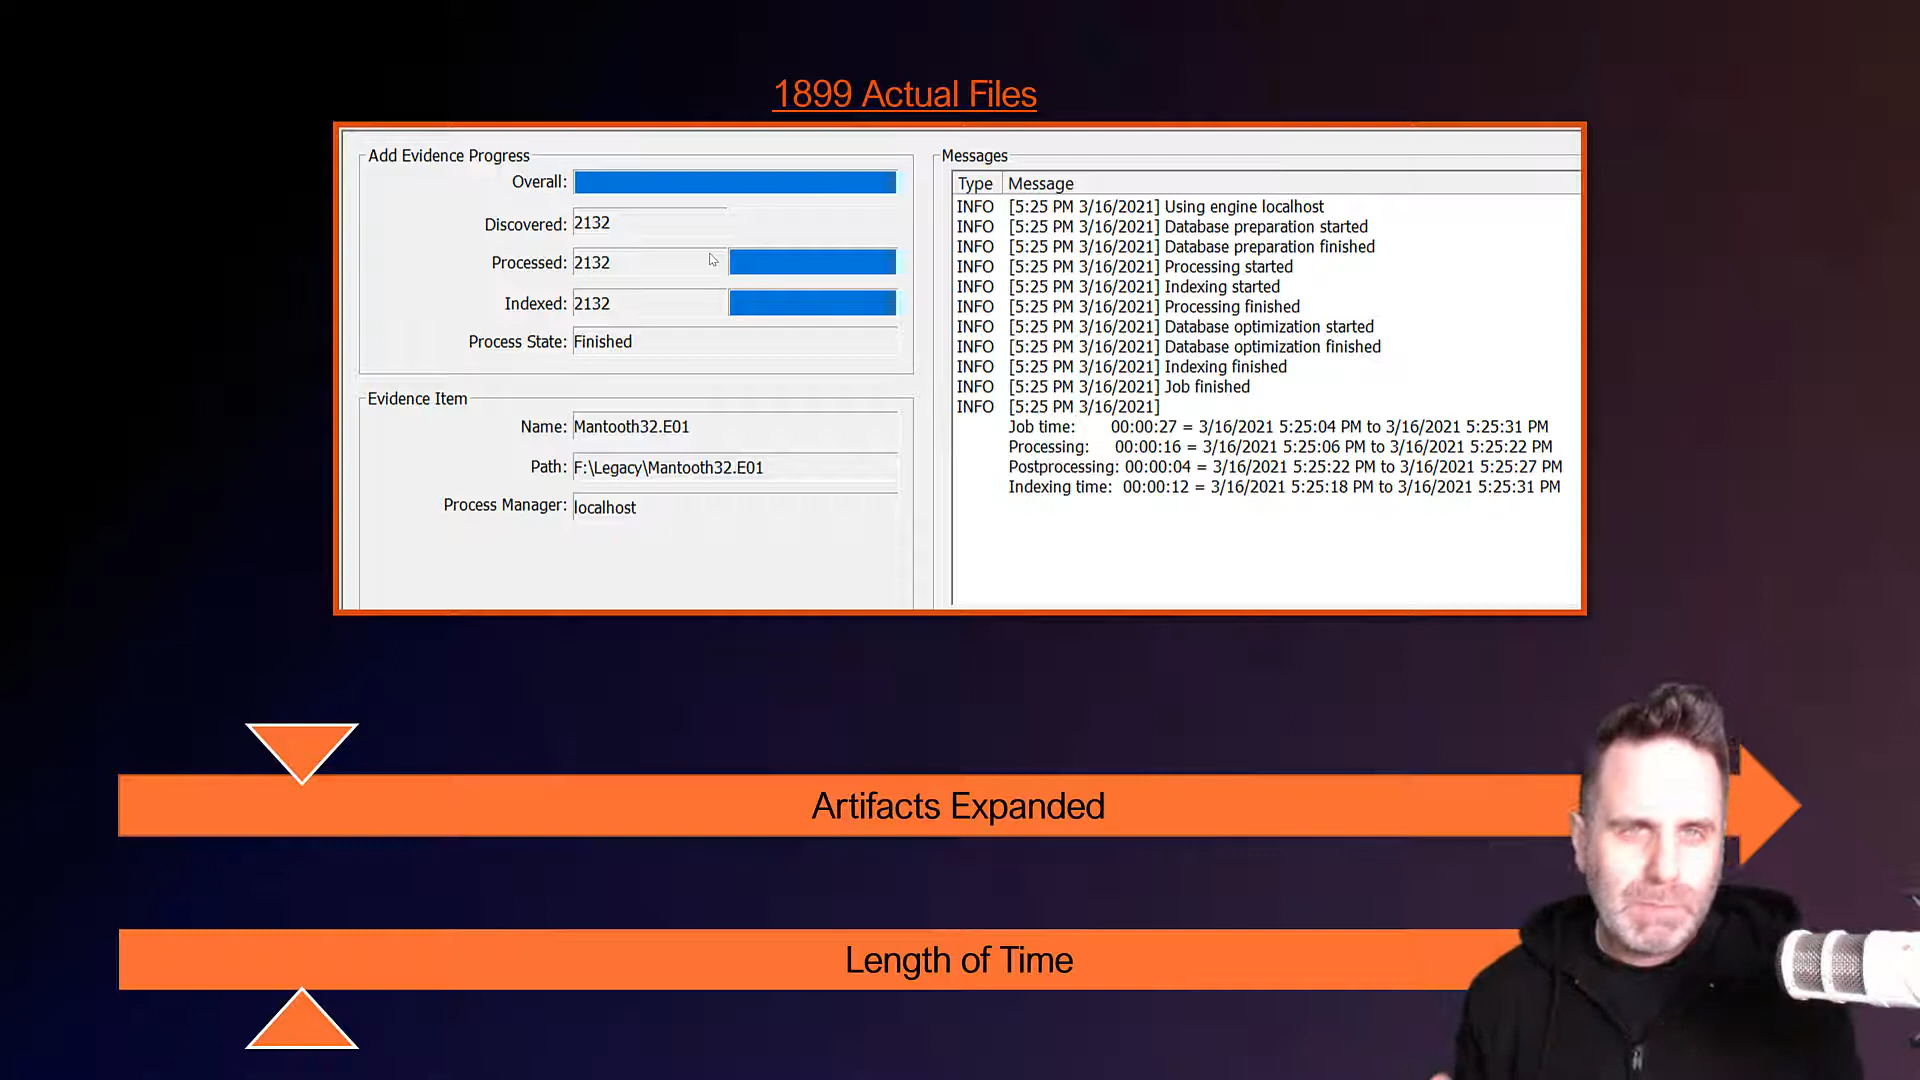 1899 Actual Files
Add Evidence Progress
Overall:
Discovered: 2132
Processed: 2132
Indexed: 2132
Process State: Finished
Evidence Item
Name: Mantooth32.E01
Path: F:\Legacy\Mantooth32.E01
Process Manager: localhost
Messages
Type Message
INFO [5:25 PM 3/16/2021] Using engine localhost
INFO [5:25 PM 3/16/2021] Database preparation started
INFO [5:25 PM 3/16/2021] Database preparation finished
INFO [5:25 PM 3/16/2021] Processing started
INFO [5:25 PM 3/16/2021] Indexing started
INFO [5:25 PM 3/16/2021] Processing finished
INFO [5:25 PM 3/16/2021] Database optimization started
INFO [5:25 PM 3/16/2021] Database optimization finished
INFO [5:25 PM 3/16/2021] Indexing finished
INFO [5:25 PM 3/16/2021] Job finished
INFO [5:25 PM 3/16/2021]
Job time: 00:00:27 = 3/16/2021 5:25:04 PM to 3/16/2021 5:25:31 PM
Processing: 00:00:16 = 3/16/2021 5:25:06 PM to 3/16/2021 5:25:22 PM
Postprocessing: 00:00:04 = 3/16/2021 5:25:22 PM to 3/16/2021 5:25:27 PM
Indexing time: 00:00:12 = 3/16/2021 5:25:18 PM to 3/16/2021 5:25:31 PM
Artifacts Expanded
Length of Time